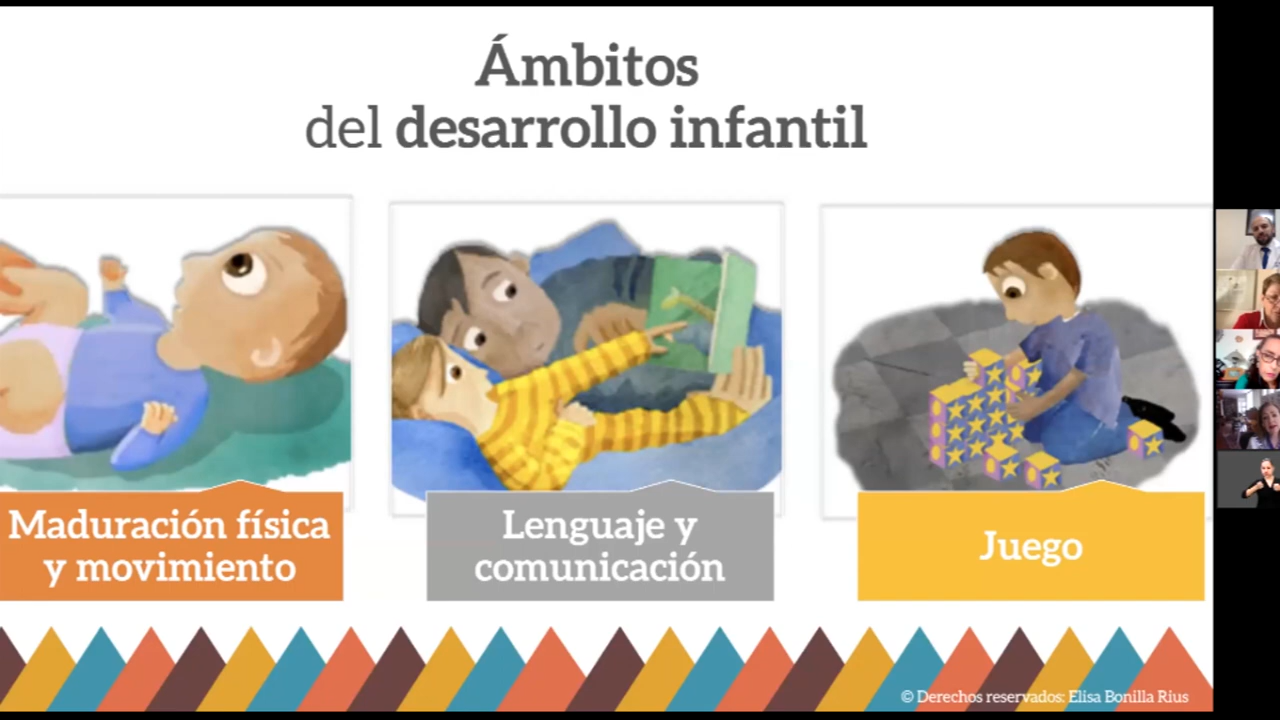 Ámbitos
del desarrollo infantil
Maduración física
y movimiento
Lenguaje y
comunicación
Juego
© Derechos reservados: Elisa Bonilla Rius